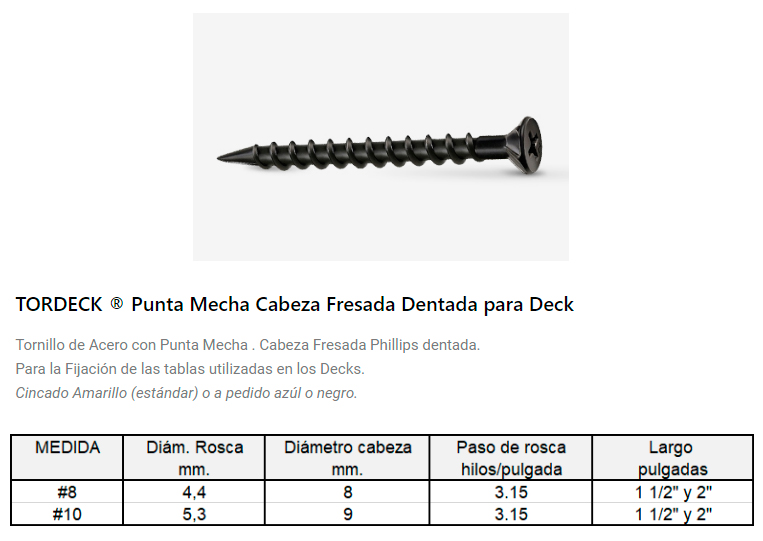 TORDECK ® Punta Mecha Cabeza Fresada Dentada para Deck
Tornillo de Acero con Punta Mecha . Cabeza Fresada Phillips dentada.
Para la Fijación de las tablas utilizadas en los Decks.
Cincado Amarillo (estándar) o a pedido azúl o negro.
MEDIDA Diám. Rosca mm. Diámetro cabeza mm. Paso de rosca hilos/pulgada Largo pulgadas
#8 4,4 8 3.15 1 1/2" y 2"
#10 5,3 9 3.15 1 1/2" y 2"